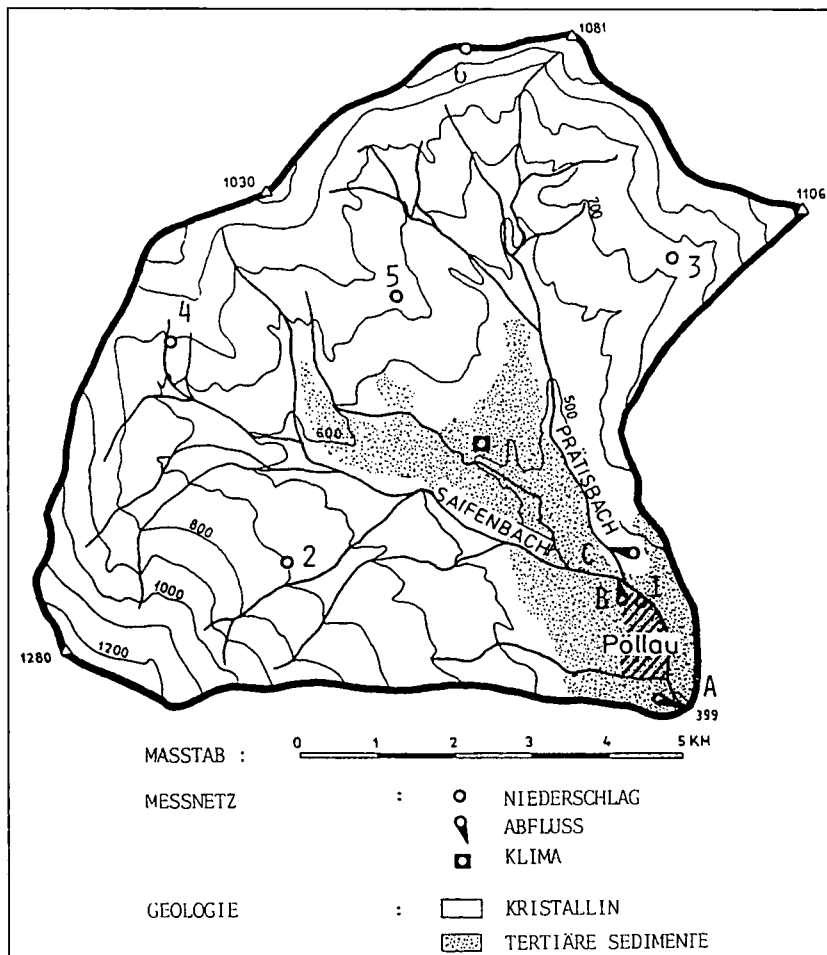 1081
6
1030
1106
700
3
5
4
500
PRATISBACH
600
SAIFENBACH
800
2
C
I
B
1000
Pollau
1280
1200
A
399
MASSTAB :
0 1 2 3 4 5 KM
MESSNETZ :
NIEDERSCHLAG
ABFLUSS
KLIMA
GEOLOGIE :
KRISTALLIN
TERTIÄRE SEDIMENTE